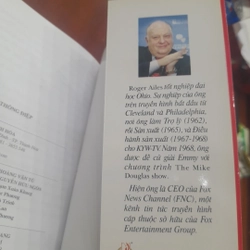 THÔNG ĐIỆP
Roger Ailes tốt nghiệp đại
học Ohio. Sự nghiệp của ông
trên truyền hình bắt đầu từ
Cleveland và Philadelphia,
nơi ông làm Trợ lý (1962),
rồi Sản xuất (1965), và Điều
hành sản xuất (1967-1968)
cho KYW-TV. Năm 1968, ông
được đề cử giải Emmy với
chương trình The Mike
Douglas show.
Hiện ông là CEO của Fox
News Channel (FNC), một
kênh tin tức truyền hình
cáp thuộc sở hữu của Fox
Entertainment Group.